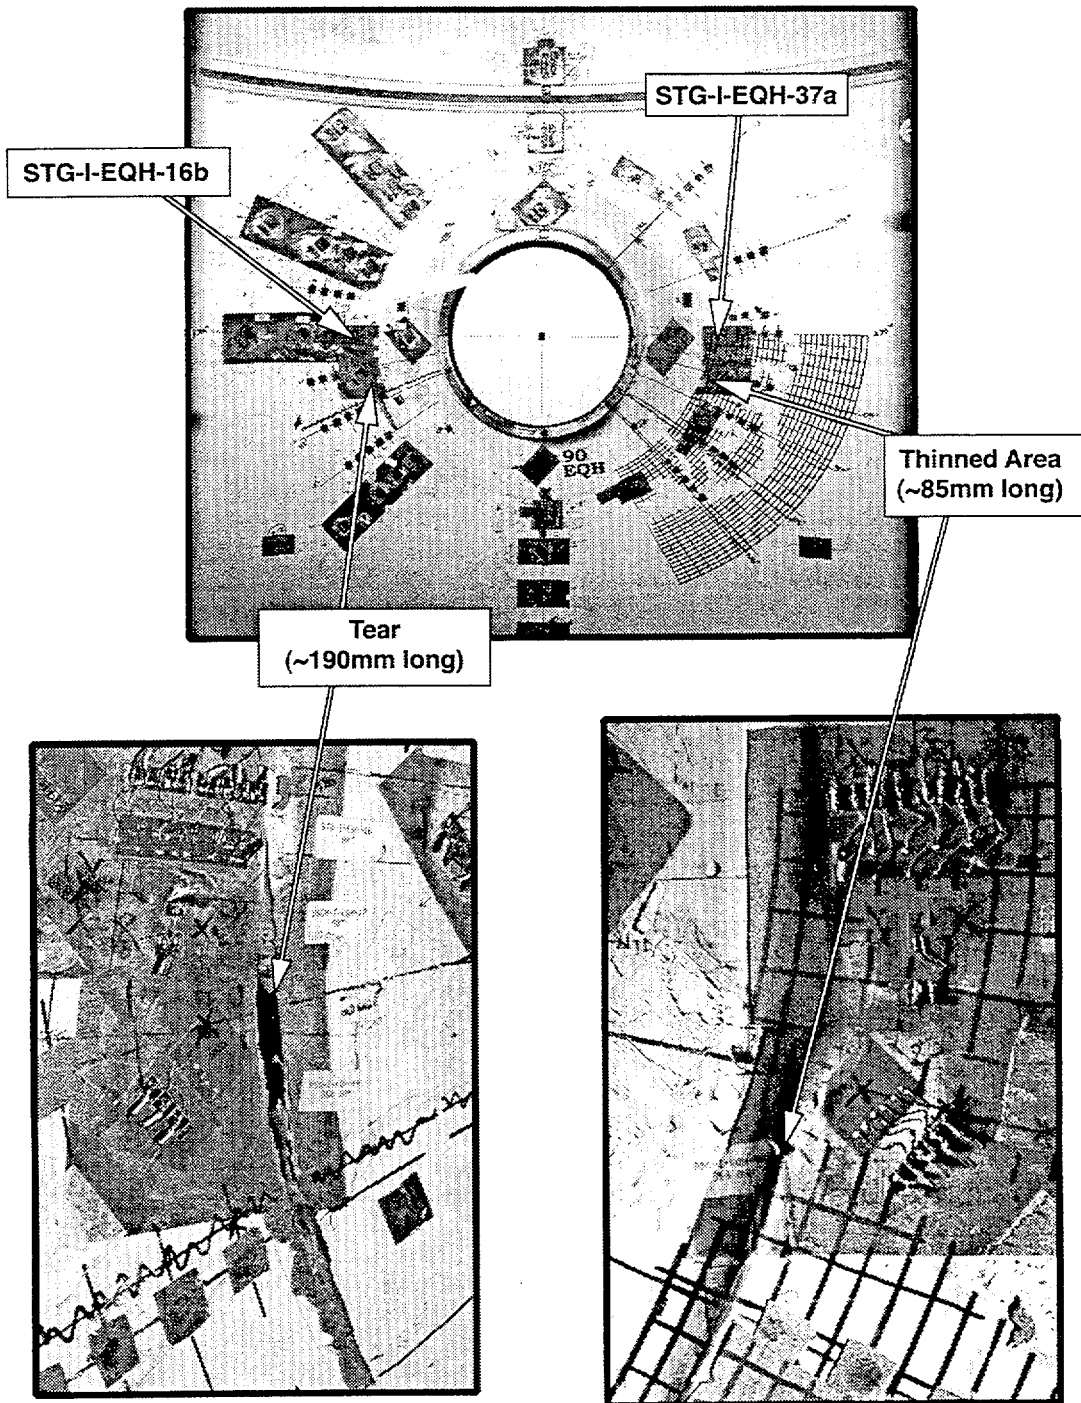 STG-I-EQH-37a
STG-I-EQH-16b
90
EQH
Thinned Area
(~85mm long)
Tear
(~190mm long)